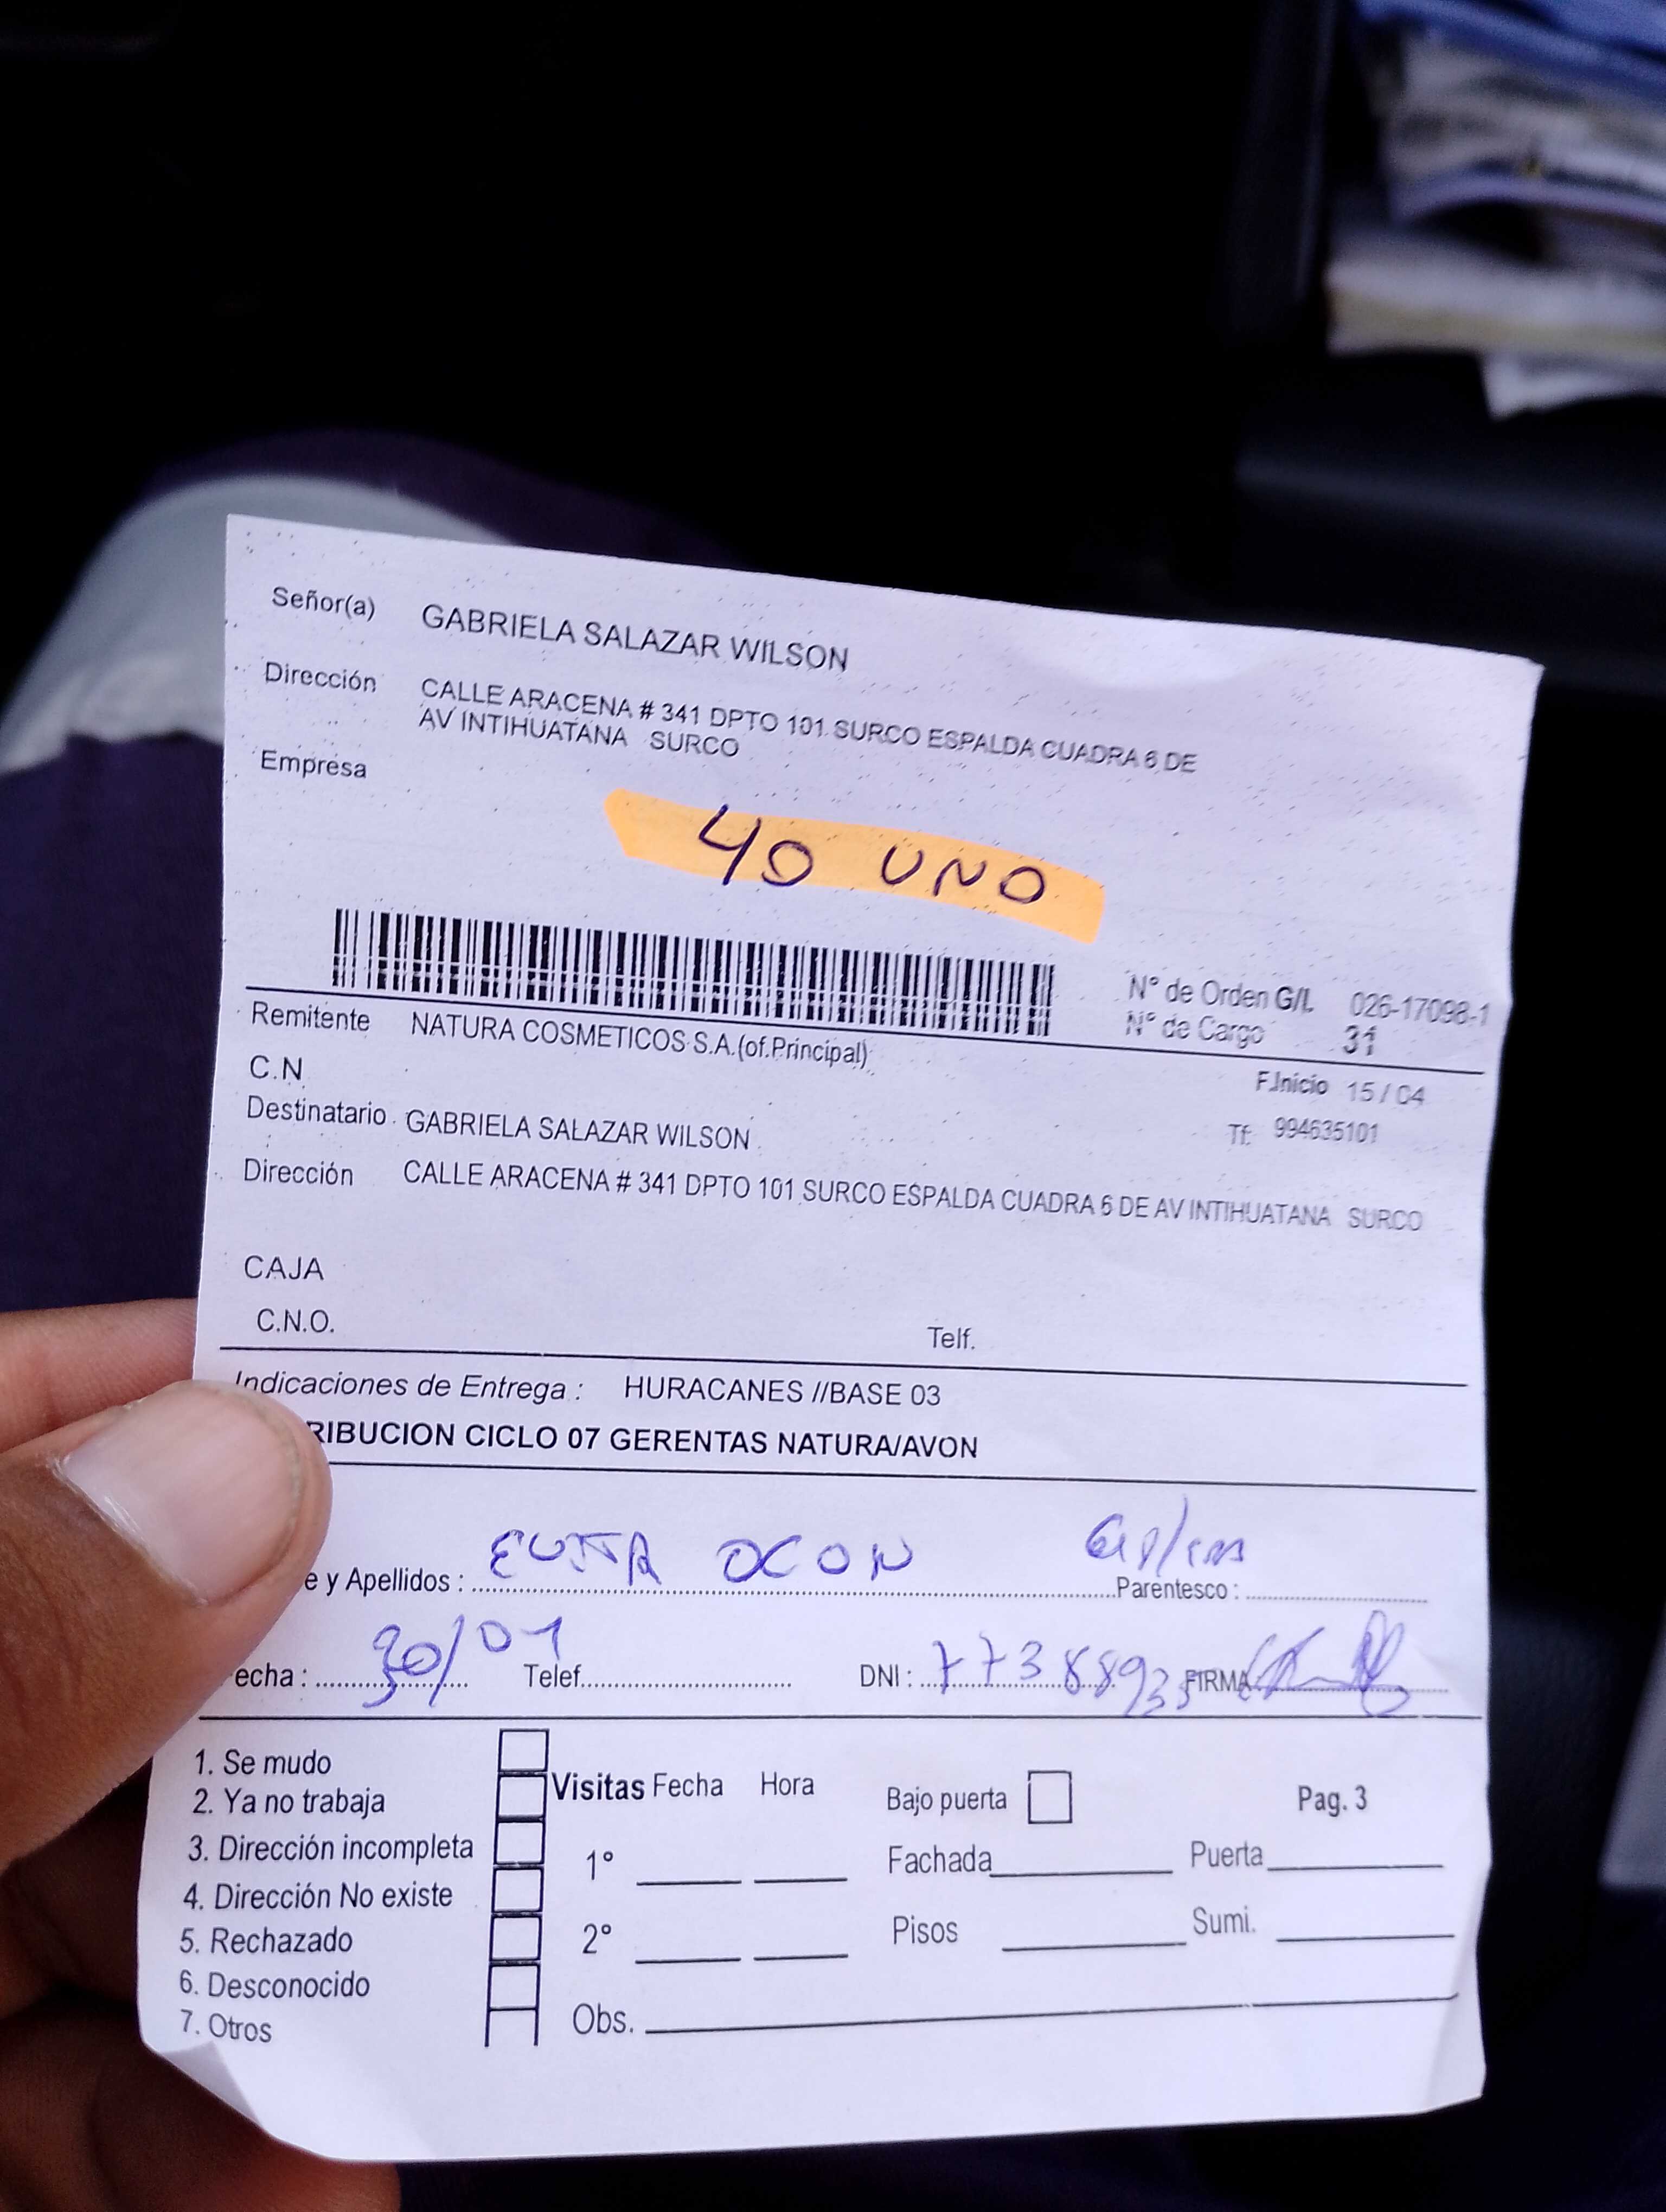 Señor(a) GABRIELA SALAZAR WILSON
Dirección CALLE ARACENA # 341 DPTO 101 SURCO ESPALDA CUADRA 6 DE
AV INTIHUATANA SURCO
Empresa
40 UNO
N° de Orden G/L 026-17098-1
N° de Cargo 31
Remitente NATURA COSMETICOS S.A.(of.Principal)
F.Inicio 15 / 04
C.N
Destinatario GABRIELA SALAZAR WILSON Tf: 994635101
Dirección CALLE ARACENA # 341 DPTO 101 SURCO ESPALDA CUADRA 6 DE AV INTIHUATANA SURCO
CAJA
C.N.O. Telf.
Indicaciones de Entrega : HURACANES //BASE 03
RIBUCION CICLO 07 GERENTAS NATURA/AVON
e y Apellidos : OCON Parentesco :
echa : 30/ Telef. DNI : FIRMA
1. Se mudo
2. Ya no trabaja
3. Dirección incompleta
4. Dirección No existe
5. Rechazado
6. Desconocido
7. Otros
Visitas Fecha Hora
1°
2°
Obs.
Bajo puerta Pag. 3
Fachada Puerta
Pisos Sumi.